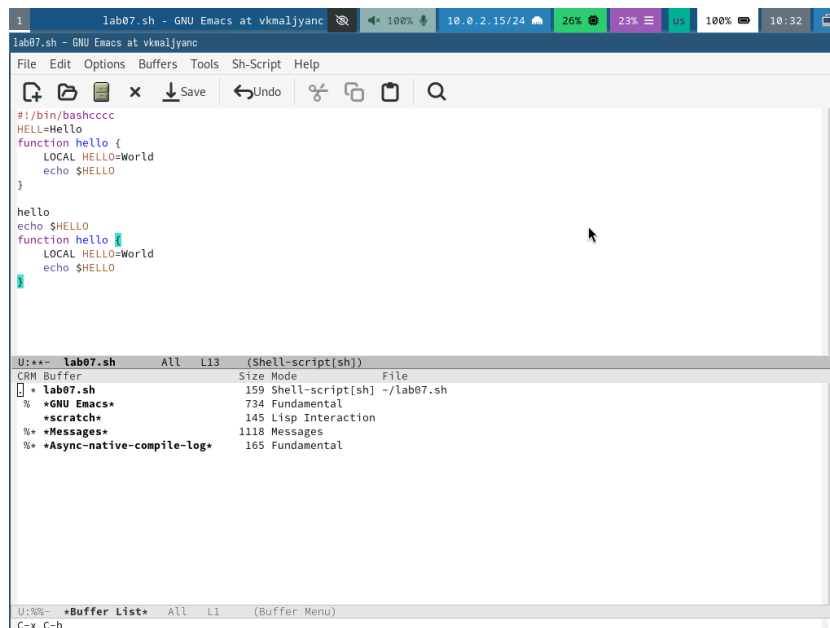 1 lab07.sh - GNU Emacs at vkmaljyanc 100% 10.0.2.15/24 26% 23% us 100% 10:32
lab07.sh - GNU Emacs at vkmaljyanc
File Edit Options Buffers Tools Sh-Script Help
Save Undo
#!/bin/bashcccc
HELL=Hello
function hello {
    LOCAL HELLO=World
    echo $HELLO
}
hello
echo $HELLO
function hello {
    LOCAL HELLO=World
    echo $HELLO
}
U:**-  lab07.sh       All   L13    (Shell-script[sh])
CRM Buffer                Size Mode             File
. * lab07.sh               159 Shell-script[sh] ~/lab07.sh
 %  *GNU Emacs*            734 Fundamental
    *scratch*              145 Lisp Interaction
 %* *Messages*            1118 Messages
 %* *Async-native-compile-log*     165 Fundamental
U:%%-  *Buffer List*   All   L1     (Buffer Menu)
C-x C-b